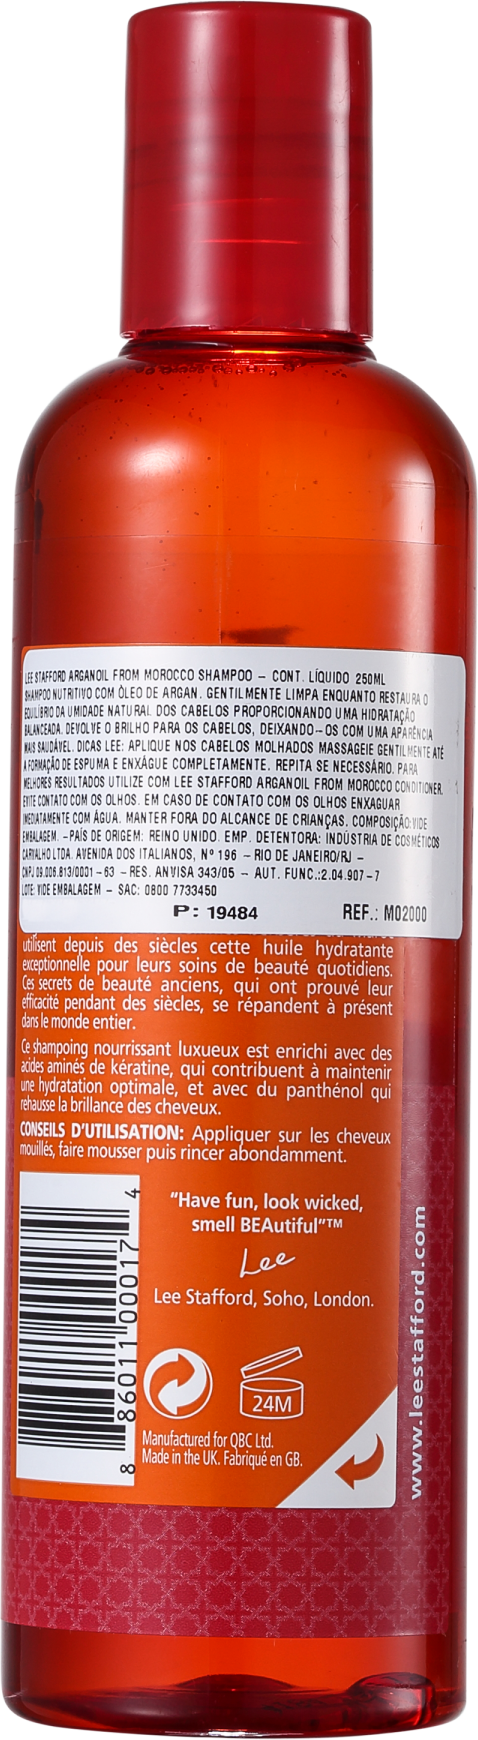 LEE STAFFORD ARGANOIL FROM MOROCCO SHAMPOO – CONT. LÍQUIDO 250ML
SHAMPOO NUTRITIVO COM ÓLEO DE ARGAN. GENTILMENTE LIMPA ENQUANTO RESTAURA O
EQUILÍBRIO DA UMIDADE NATURAL DOS CABELOS PROPORCIONANDO UMA HIDRATAÇÃO
BALANCEADA. DEVOLVE O BRILHO PARA OS CABELOS, DEIXANDO-OS COM UMA APARÊNCIA
MAIS SAUDÁVEL. DICAS LEE: APLIQUE NOS CABELOS MOLHADOS MASSAGEIE GENTILMENTE ATÉ
A FORMAÇÃO DE ESPUMA E ENXÁGUE COMPLETAMENTE. REPITA SE NECESSÁRIO. PARA
MELHORES RESULTADOS UTILIZE COM LEE STAFFORD ARGANOIL FROM MOROCCO CONDITIONER.
EVITE CONTATO COM OS OLHOS. EM CASO DE CONTATO COM OS OLHOS ENXAGUAR
IMEDIATAMENTE COM ÁGUA. MANTER FORA DO ALCANCE DE CRIANÇAS. COMPOSIÇÃO:VIDE
EMBALAGEM. –PAÍS DE ORIGEM: REINO UNIDO. EMP. DETENTORA: INDÚSTRIA DE COSMÉTICOS
CARVALHO LTDA. AVENIDA DOS ITALIANOS, Nº 196 – RIO DE JANEIRO/RJ –
CNPJ 09.006.813/0001-63 – RES. ANVISA 343/05 – AUT. FUNC.:2.04.907-7
LOTE: VIDE EMBALAGEM – SAC: 0800 7733450
P: 19484 REF.: M02000
utilisent depuis des siècles cette huile hydratante
exceptionnelle pour leurs soins de beauté quotidiens.
Ces secrets de beauté anciens, qui ont prouvé leur
efficacité pendant des siècles, se répandent à présent
dans le monde entier.
Ce shampoing nourrissant luxueux est enrichi avec des
acides aminés de kératine, qui contribuent à maintenir
une hydratation optimale, et avec du panthénol qui
rehausse la brillance des cheveux.
CONSEILS D'UTILISATION: Appliquer sur les cheveux
mouillés, faire mousser puis rincer abondamment.
"Have fun, look wicked,
smell BEAutiful"™
Lee
Lee Stafford, Soho, London.
8 86011 00017 4
24M
Manufactured for QBC Ltd.
Made in the UK. Fabriqué en GB.
www.leestafford.com